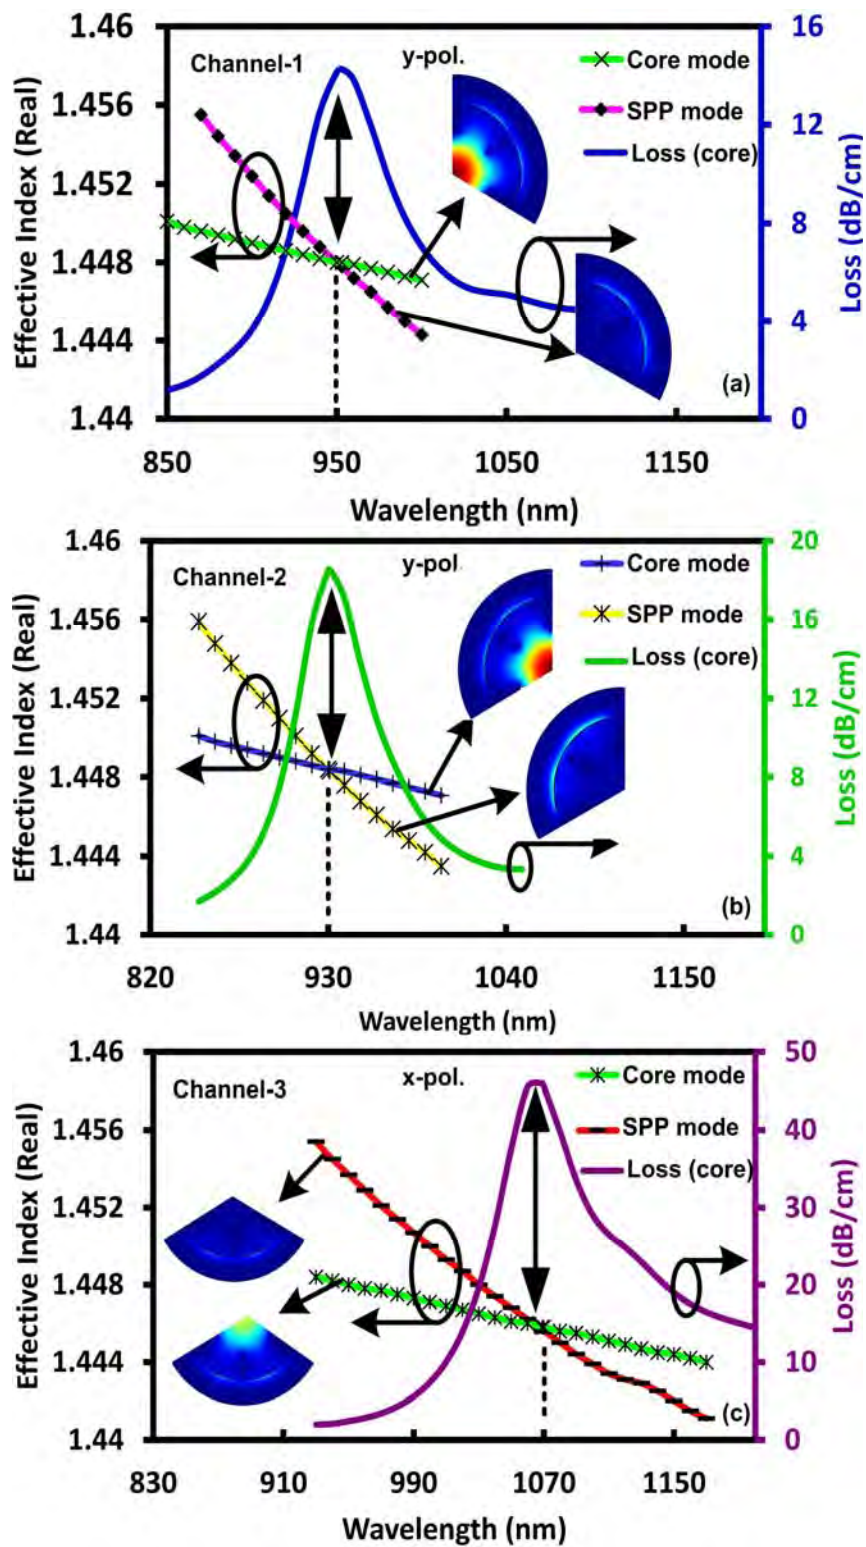 1.46
1.456
1.452
1.448
1.444
1.44
Effective Index (Real)
Channel-1
y-pol.
Core mode
SPP mode
Loss (core)
16
12
8
4
0
Loss (dB/cm)
(a)
850
950
1050
1150
Wavelength (nm)
1.46
1.456
1.452
1.448
1.444
1.44
Effective Index (Real)
Channel-2
y-pol
Core mode
SPP mode
Loss (core)
20
16
12
8
4
0
Loss (dB/cm)
(b)
820
930
1040
1150
Wavelength (nm)
1.46
1.456
1.452
1.448
1.444
1.44
Effective Index (Real)
Channel-3
x-pol.
Core mode
SPP mode
Loss (core)
50
40
30
20
10
0
Loss (dB/cm)
(c)
830
910
990
1070
1150
Wavelength (nm)